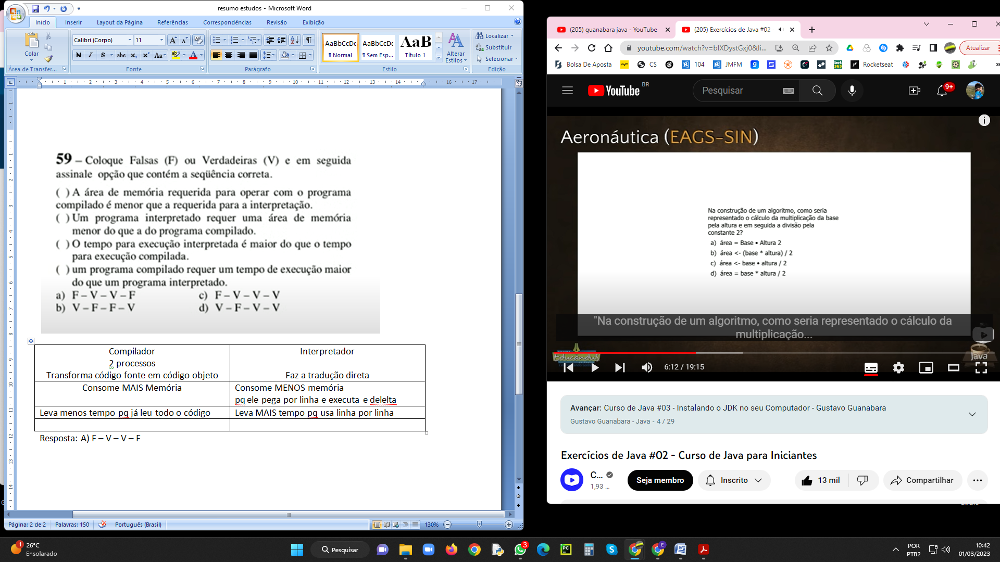 resumo estudos - Microsoft Word
Início
Inserir
Layout da Página
Referências
Correspondências
Revisão
Exibição
Colar
Calibri (Corpo)
11
AaBbCcDc
¶ Normal
AaBbCcDc
¶ Sem Esp...
AaB
Título 1
Alterar
Estilos
Localizar
Substituir
Selecionar
Área de Transfer...
Fonte
Parágrafo
Estilo
Edição
59 – Coloque Falsas (F) ou Verdadeiras (V) e em seguida
assinale opção que contém a seqüência correta.
( ) A área de memória requerida para operar com o programa
compilado é menor que a requerida para a interpretação.
( ) Um programa interpretado requer uma área de memória
menor do que a do programa compilado.
( ) O tempo para execução interpretada é maior do que o tempo
para execução compilada.
( ) um programa compilado requer um tempo de execução maior
do que um programa interpretado.
a) F – V – V – F
c) F – V – V – V
b) V – F – F – V
d) V – F – V – V
Compilador
2 processos
Transforma código fonte em código objeto
Interpretador
Faz a tradução direta
Consome MAIS Memória
Consome MENOS memória
pq ele pega por linha e executa e delelta
Leva menos tempo pq já leu todo o código
Leva MAIS tempo pq usa linha por linha
Resposta: A) F – V – V – F
Página: 2 de 2
Palavras: 150
Português (Brasil)
130%
(205) guanabara java - YouTube
(205) Exercícios de Java #02
youtube.com/watch?v=bIXDystGxj0&li...
Atualizar
Bolsa De Aposta
CS
104
JMFM
bet365
Rocketseat
YouTube BR
Pesquisar
9+
Aeronáutica (EAGS-SIN)
Na construção de um algoritmo, como seria
representado o cálculo da multiplicação da base
pela altura e em seguida a divisão pela
constante 2?
a) área = Base • Altura 2
b) área <- (base * altura) / 2
c) área <- base • altura / 2
d) área = base * altura / 2
"Na construção de um algoritmo, como seria representado o cálculo da
multiplicação...
Educandus
Java
6:12 / 19:15
Avançar: Curso de Java #03 - Instalando o JDK no seu Computador - Gustavo Guanabara
Gustavo Guanabara - Java - 4 / 29
Exercícios de Java #02 - Curso de Java para Iniciantes
C...
1,93 ...
Seja membro
Inscrito
13 mil
Compartilhar
1
26°C
Ensolarado
Pesquisar
3
POR
PTB2
10:42
01/03/2023